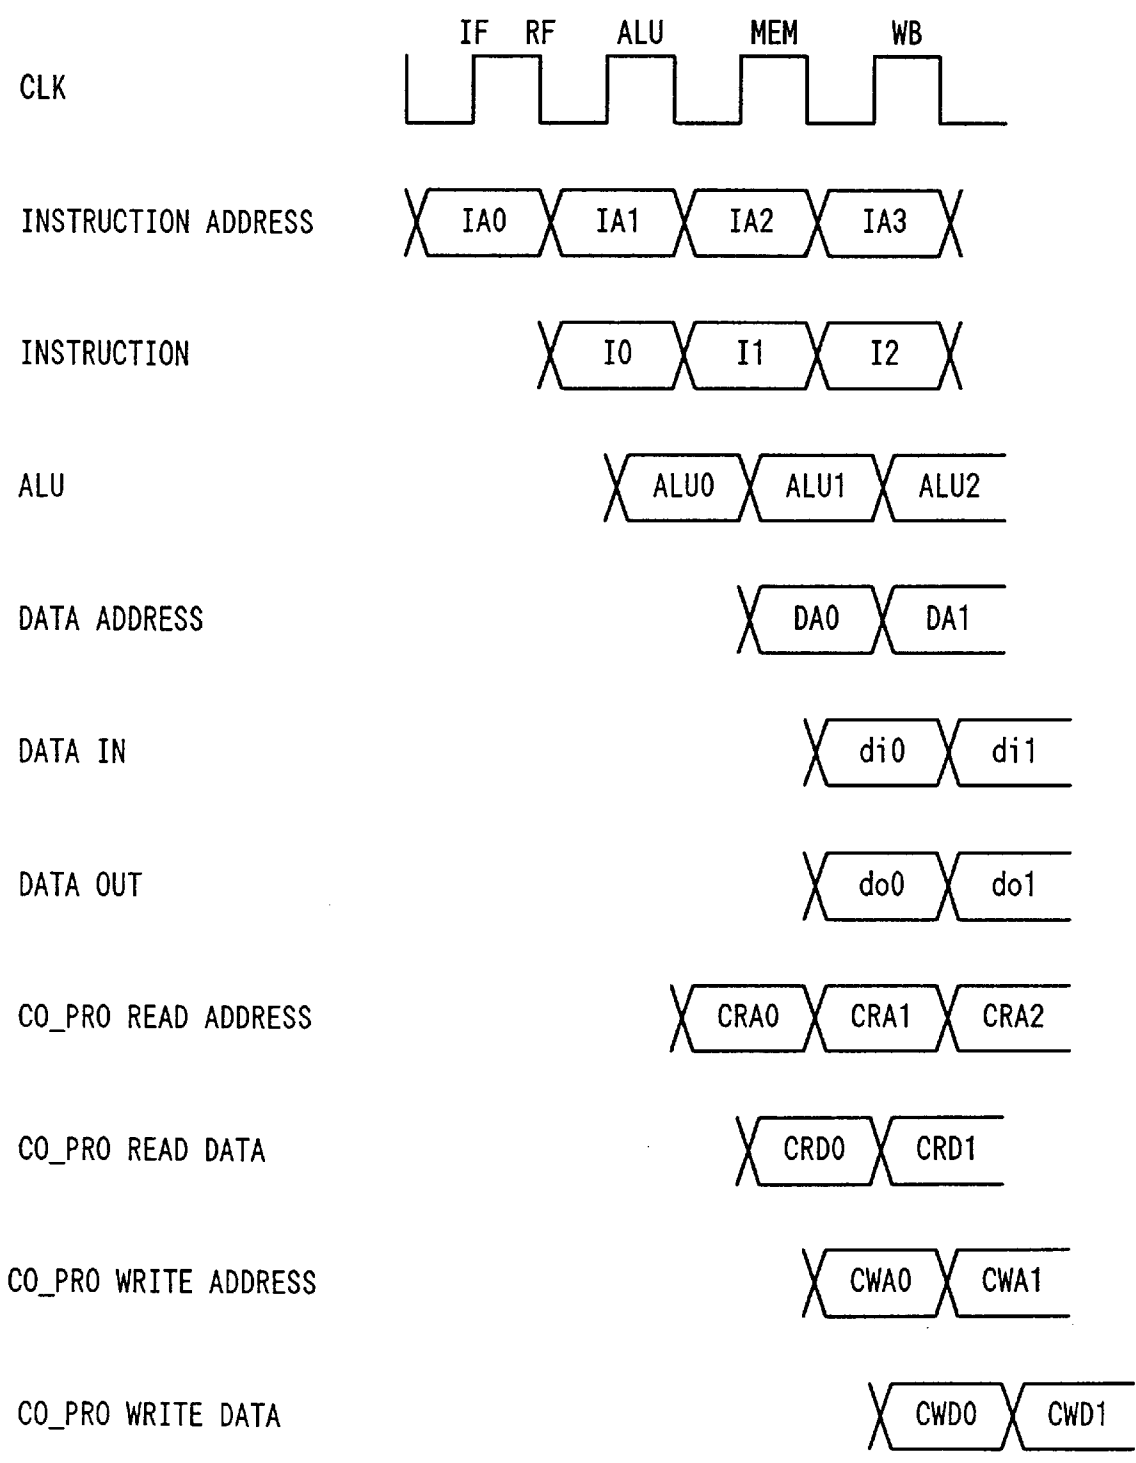 IF RF ALU MEM WB
CLK
INSTRUCTION ADDRESS IA0 IA1 IA2 IA3
INSTRUCTION I0 I1 I2
ALU ALU0 ALU1 ALU2
DATA ADDRESS DA0 DA1
DATA IN di0 di1
DATA OUT do0 do1
CO_PRO READ ADDRESS CRA0 CRA1 CRA2
CO_PRO READ DATA CRD0 CRD1
CO_PRO WRITE ADDRESS CWA0 CWA1
CO_PRO WRITE DATA CWD0 CWD1